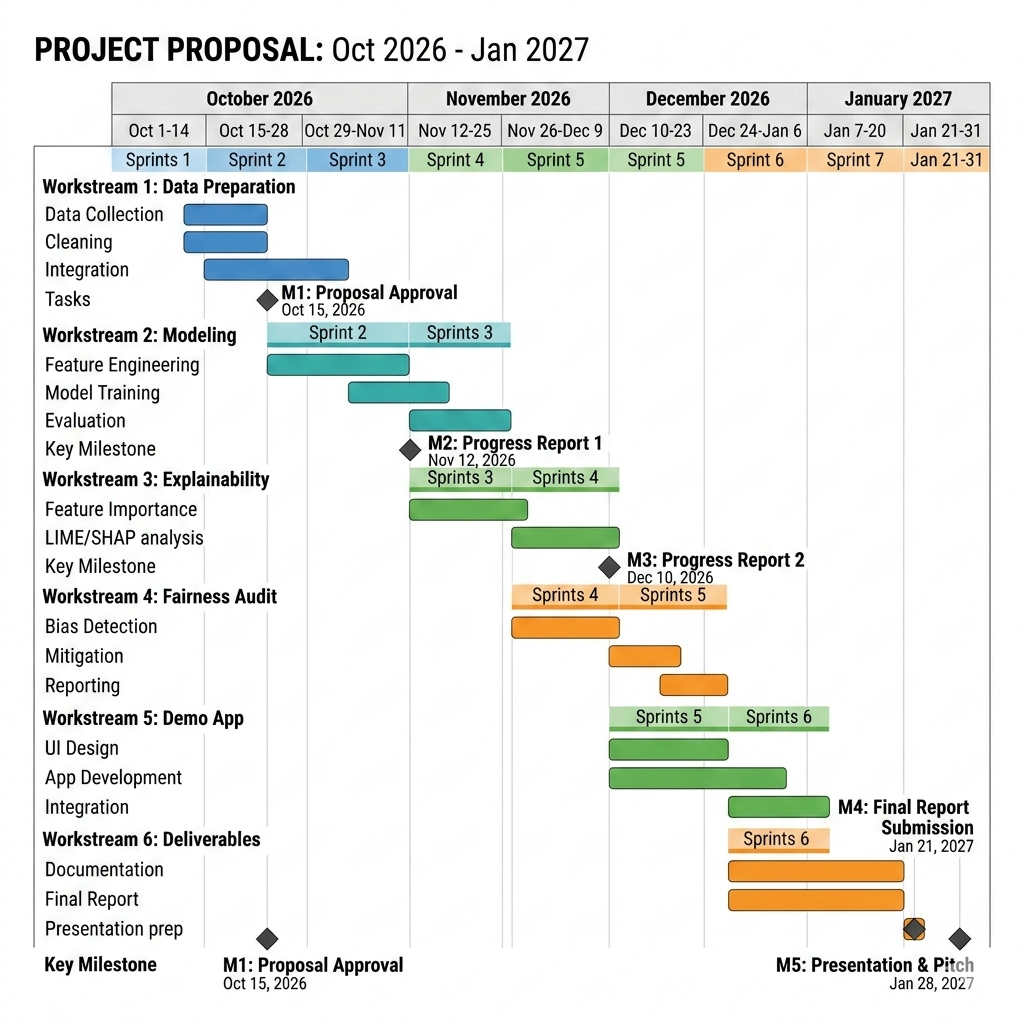 PROJECT PROPOSAL: Oct 2026 - Jan 2027
October 2026 November 2026 December 2026 January 2027
Oct 1-14 Oct 15-28 Oct 29-Nov 11 Nov 12-25 Nov 26-Dec 9 Dec 10-23 Dec 24-Jan 6 Jan 7-20 Jan 21-31
Sprints 1 Sprint 2 Sprint 3 Sprint 4 Sprint 5 Sprint 5 Sprint 6 Sprint 7 Jan 21-31
Workstream 1: Data Preparation
Data Collection
Cleaning
Integration
Tasks M1: Proposal Approval
Oct 15, 2026
Workstream 2: Modeling Sprint 2 Sprints 3
Feature Engineering
Model Training
Evaluation
Key Milestone M2: Progress Report 1
Nov 12, 2026
Workstream 3: Explainability Sprints 3 Sprints 4
Feature Importance
LIME/SHAP analysis
Key Milestone M3: Progress Report 2
Dec 10, 2026
Workstream 4: Fairness Audit Sprints 4 Sprints 5
Bias Detection
Mitigation
Reporting
Workstream 5: Demo App Sprints 5 Sprints 6
UI Design
App Development
Integration M4: Final Report
Submission
Jan 21, 2027
Workstream 6: Deliverables Sprints 6
Documentation
Final Report
Presentation prep
Key Milestone M1: Proposal Approval M5: Presentation & Pitch
Oct 15, 2026 Jan 28, 2027